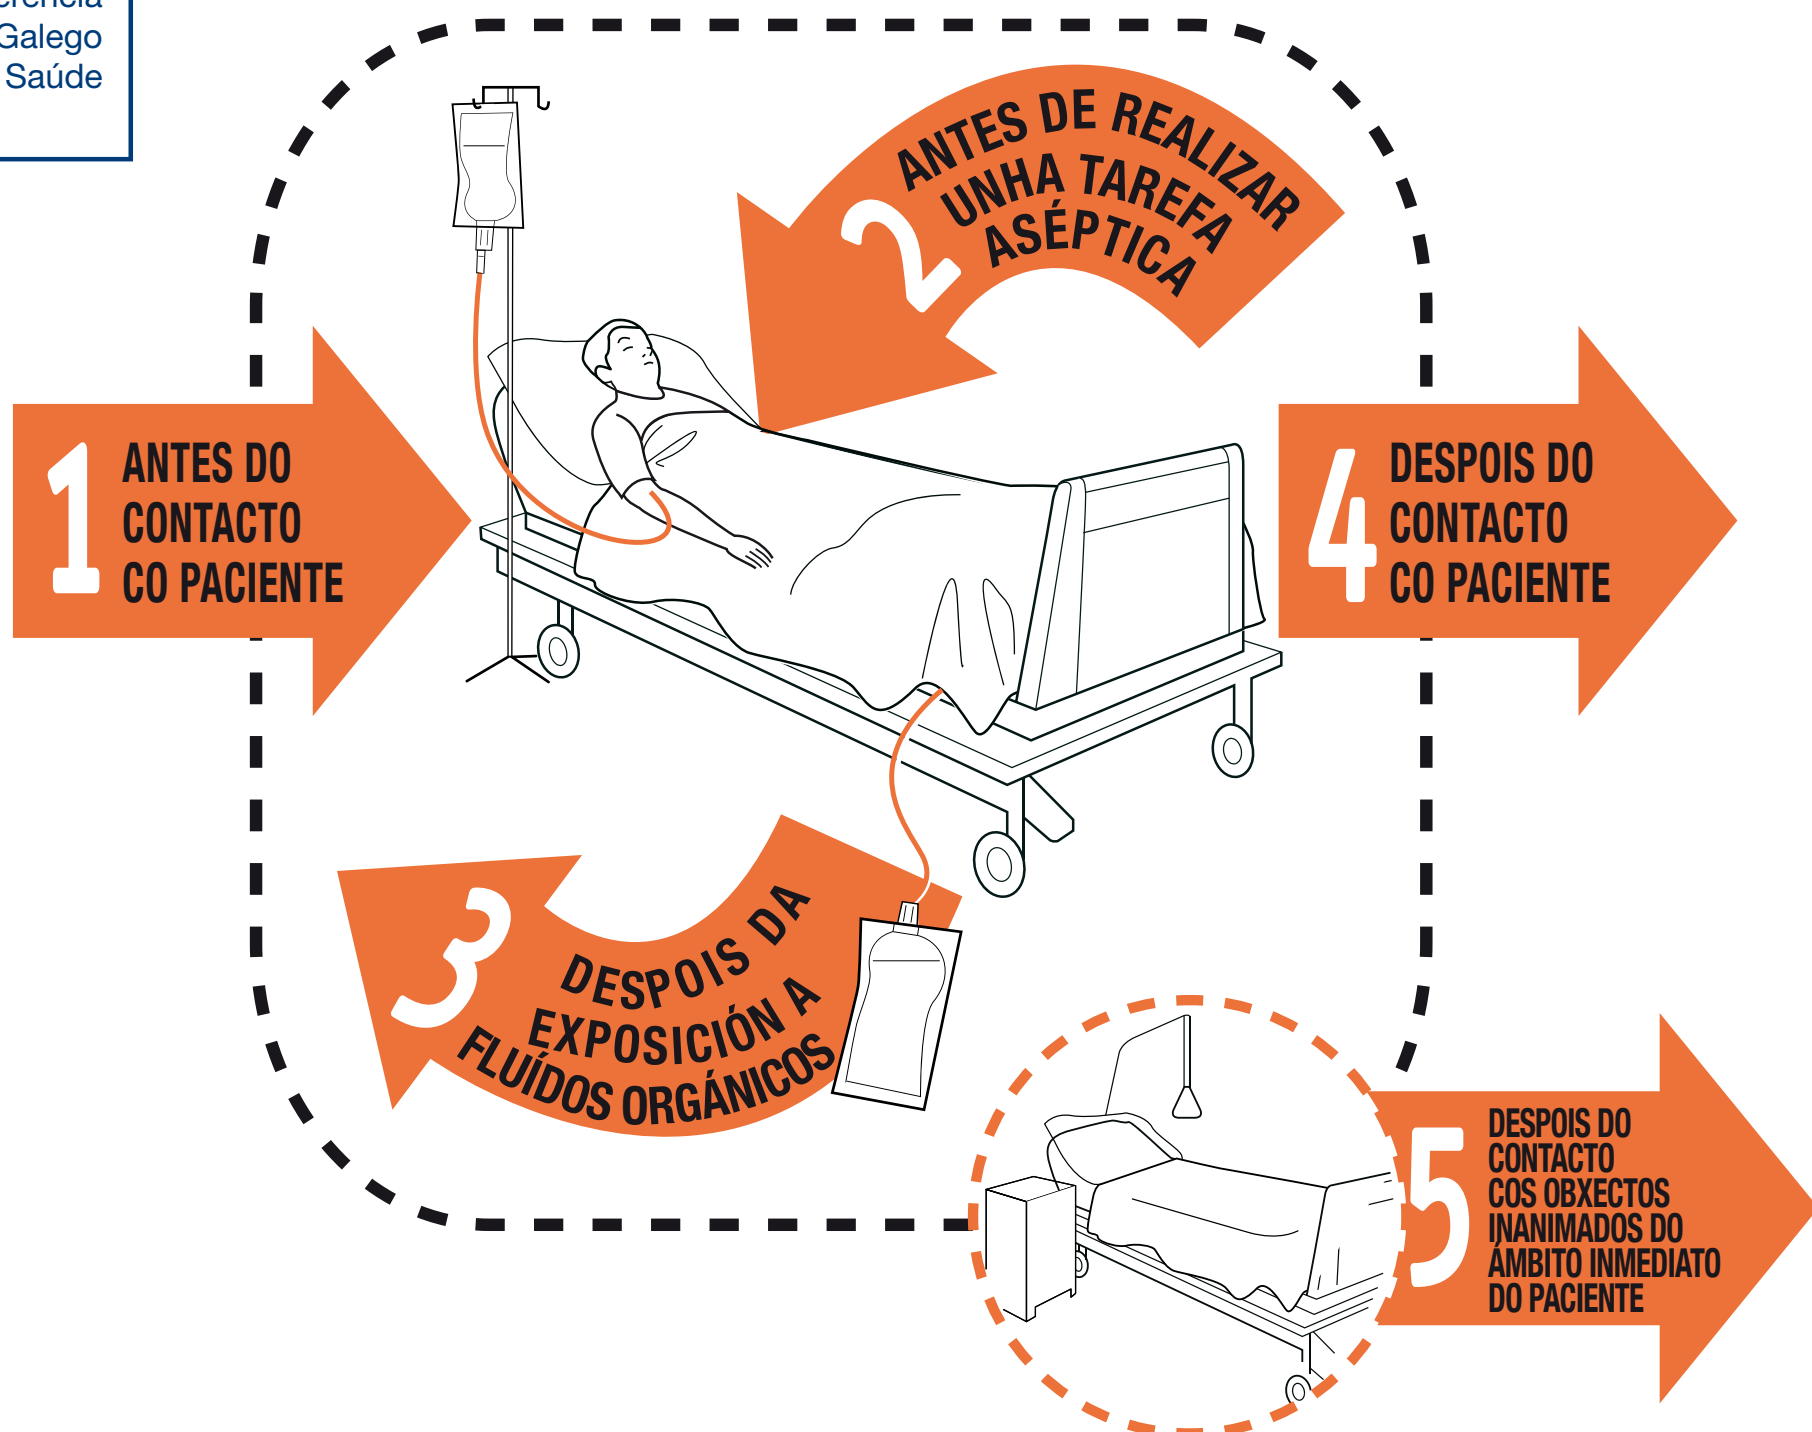 Galego
Saúde
1
ANTES DO
CONTACTO
CO PACIENTE
2
ANTES DE REALIZAR
UNHA TAREFA
ASÉPTICA
3
DESPOIS DA
EXPOSICIÓN A
FLUÍDOS ORGÁNICOS
4
DESPOIS DO
CONTACTO
CO PACIENTE
5
DESPOIS DO
CONTACTO
COS OBXECTOS
INANIMADOS DO
ÁMBITO INMEDIATO
DO PACIENTE